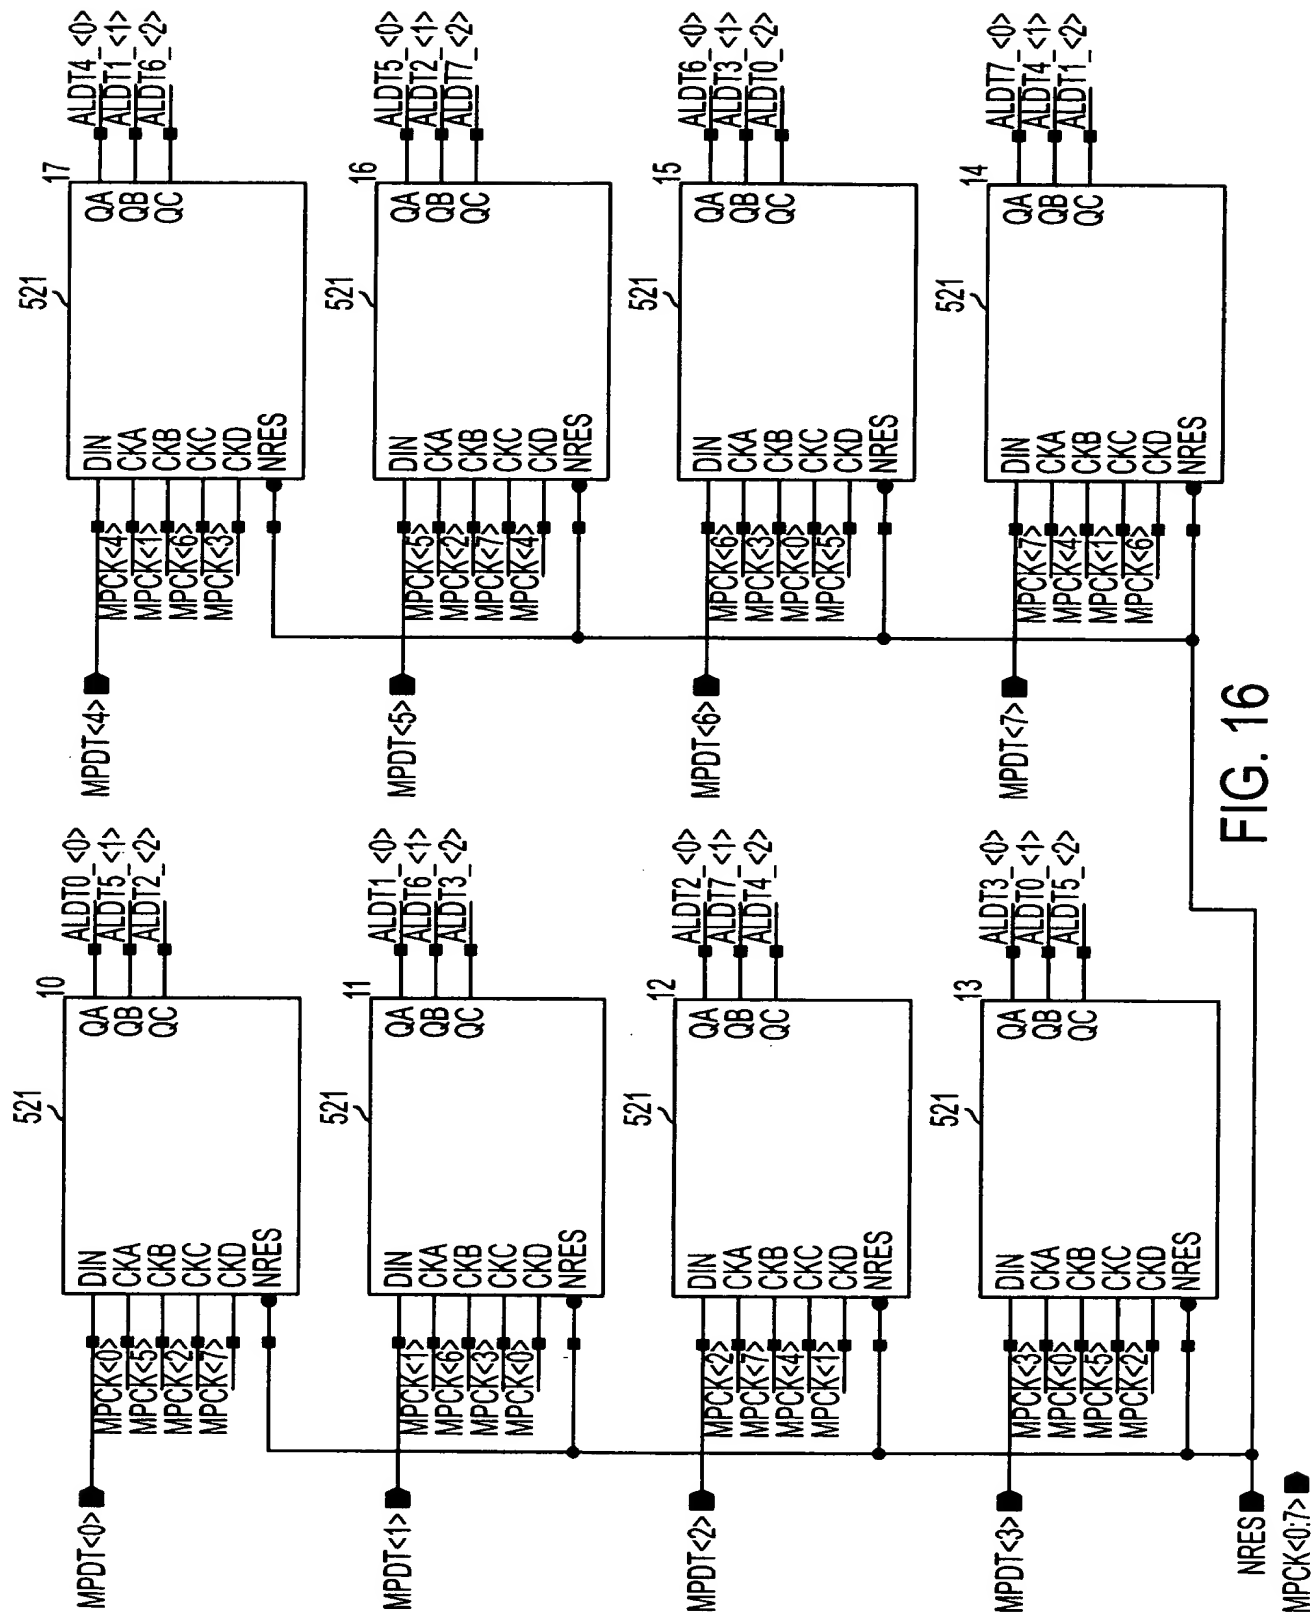 MPDT<0>
MPCK<0>
MPCK<5>
MPCK<2>
MPCK<7>
521
10
DIN
CKA
CKB
CKC
CKD
NRES
QA
QB
QC
ALDT0_<0>
ALDT5_<1>
ALDT2_<2>
MPDT<4>
MPCK<4>
MPCK<1>
MPCK<6>
MPCK<3>
521
17
DIN
CKA
CKB
CKC
CKD
NRES
QA
QB
QC
ALDT4_<0>
ALDT1_<1>
ALDT6_<2>
MPDT<1>
MPCK<1>
MPCK<6>
MPCK<3>
MPCK<0>
521
11
DIN
CKA
CKB
CKC
CKD
NRES
QA
QB
QC
ALDT1_<0>
ALDT6_<1>
ALDT3_<2>
MPDT<5>
MPCK<5>
MPCK<2>
MPCK<7>
MPCK<4>
521
16
DIN
CKA
CKB
CKC
CKD
NRES
QA
QB
QC
ALDT5_<0>
ALDT2_<1>
ALDT7_<2>
MPDT<2>
MPCK<2>
MPCK<7>
MPCK<4>
MPCK<1>
521
12
DIN
CKA
CKB
CKC
CKD
NRES
QA
QB
QC
ALDT2_<0>
ALDT7_<1>
ALDT4_<2>
MPDT<6>
MPCK<6>
MPCK<3>
MPCK<0>
MPCK<5>
521
15
DIN
CKA
CKB
CKC
CKD
NRES
QA
QB
QC
ALDT6_<0>
ALDT3_<1>
ALDT0_<2>
MPDT<3>
MPCK<3>
MPCK<0>
MPCK<5>
MPCK<2>
521
13
DIN
CKA
CKB
CKC
CKD
NRES
QA
QB
QC
ALDT3_<0>
ALDT0_<1>
ALDT5_<2>
MPDT<7>
MPCK<7>
MPCK<4>
MPCK<1>
MPCK<6>
521
14
DIN
CKA
CKB
CKC
CKD
NRES
QA
QB
QC
ALDT7_<0>
ALDT4_<1>
ALDT1_<2>
NRES
MPCK<0:7>
FIG. 16